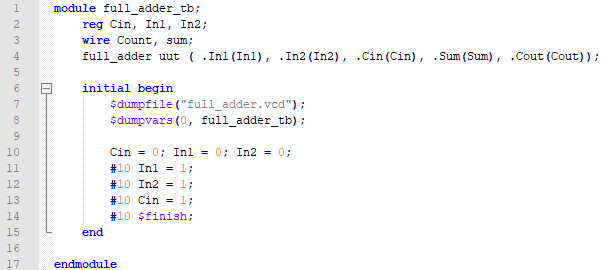 1 module full_adder_tb;
2 reg Cin, In1, In2;
3 wire Count, sum;
4 full_adder uut ( .In1(In1), .In2(In2), .Cin(Cin), .Sum(Sum), .Cout(Cout));
5
6 initial begin
7 $dumpfile("full_adder.vcd");
8 $dumpvars(0, full_adder_tb);
9
10 Cin = 0; In1 = 0; In2 = 0;
11 #10 In1 = 1;
12 #10 In2 = 1;
13 #10 Cin = 1;
14 #10 $finish;
15 end
16
17 endmodule